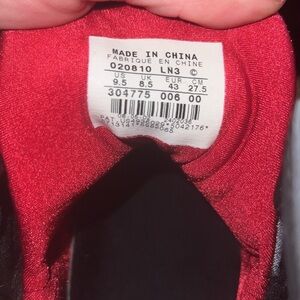 MADE IN CHINA
FABRIQUE EN CHINE
020810 LN3 ©
US UK EUR CM
9.5 8.5 43 27.5
304775 006 00